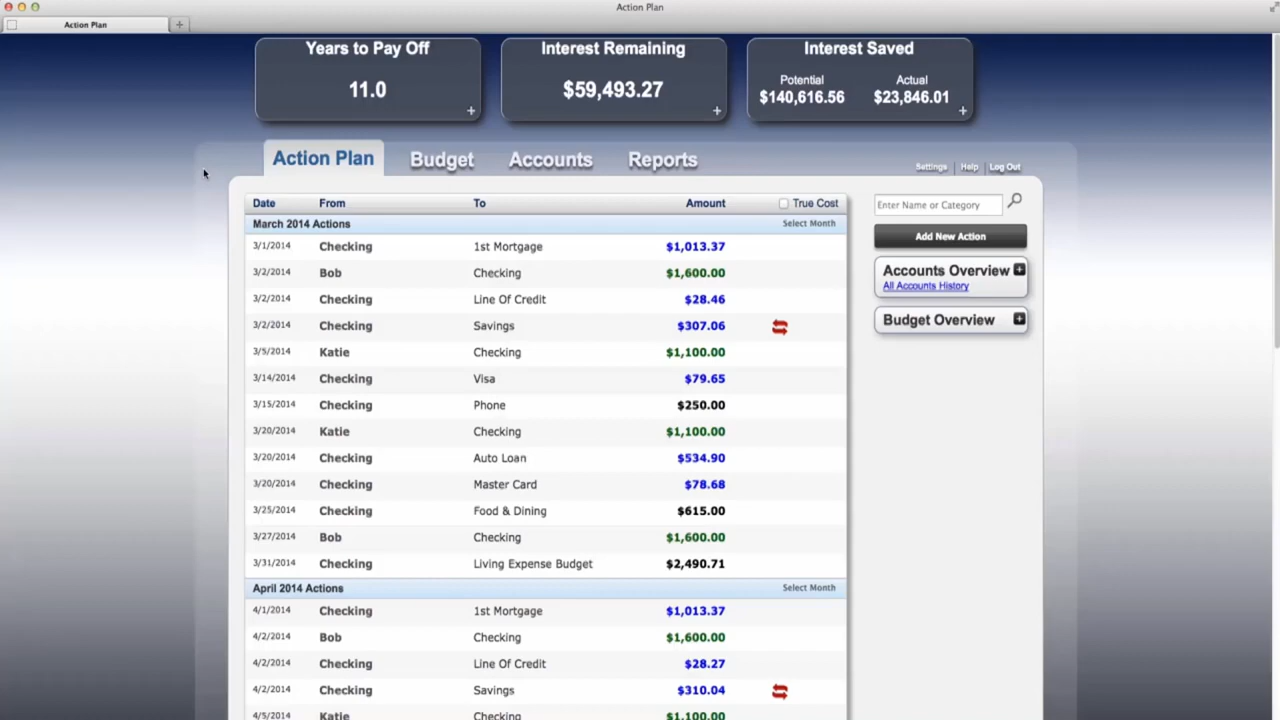 Action Plan
Action Plan
Years to Pay Off Interest Remaining Interest Saved
11.0 $59,493.27 Potential Actual
$140,616.56 $23,846.01
Action Plan Budget Accounts Reports
Settings Help Log Out
Date From To Amount True Cost
March 2014 Actions Select Month
3/1/2014 Checking 1st Mortgage $1,013.37
3/2/2014 Bob Checking $1,600.00
3/2/2014 Checking Line Of Credit $28.46
3/2/2014 Checking Savings $307.06
3/5/2014 Katie Checking $1,100.00
3/14/2014 Checking Visa $79.65
3/15/2014 Checking Phone $250.00
3/20/2014 Katie Checking $1,100.00
3/20/2014 Checking Auto Loan $534.90
3/20/2014 Checking Master Card $78.68
3/25/2014 Checking Food & Dining $615.00
3/27/2014 Bob Checking $1,600.00
3/31/2014 Checking Living Expense Budget $2,490.71
April 2014 Actions Select Month
4/1/2014 Checking 1st Mortgage $1,013.37
4/2/2014 Bob Checking $1,600.00
4/2/2014 Checking Line Of Credit $28.27
4/2/2014 Checking Savings $310.04
4/5/2014 Katie Checking $1,100.00
Enter Name or Category
Add New Action
Accounts Overview
All Accounts History
Budget Overview